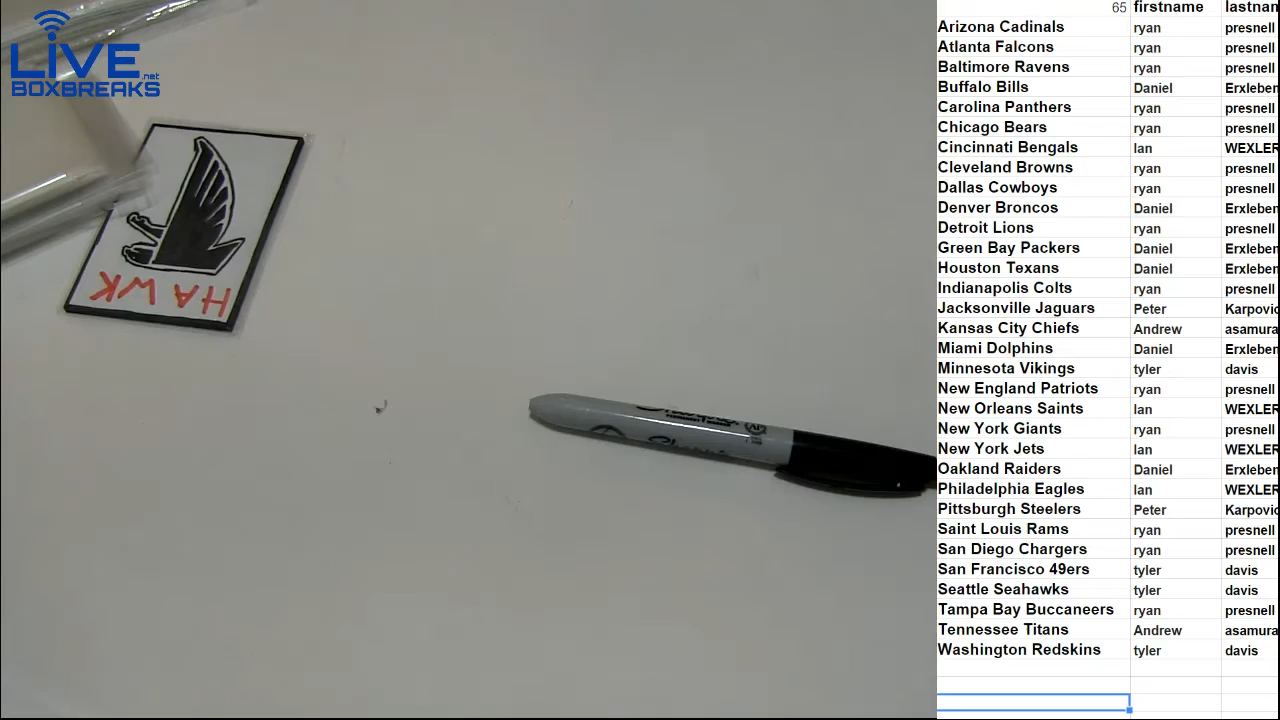 LIVE.net
BOXBREAKS
HAWK
65 firstname lastnam
Arizona Cadinals ryan presnell
Atlanta Falcons ryan presnell
Baltimore Ravens ryan presnell
Buffalo Bills Daniel Erxleben
Carolina Panthers ryan presnell
Chicago Bears ryan presnell
Cincinnati Bengals Ian WEXLER
Cleveland Browns ryan presnell
Dallas Cowboys ryan presnell
Denver Broncos Daniel Erxleben
Detroit Lions ryan presnell
Green Bay Packers Daniel Erxleben
Houston Texans Daniel Erxleben
Indianapolis Colts ryan presnell
Jacksonville Jaguars Peter Karpovic
Kansas City Chiefs Andrew asamura
Miami Dolphins Daniel Erxleben
Minnesota Vikings tyler davis
New England Patriots ryan presnell
New Orleans Saints Ian WEXLER
New York Giants ryan presnell
New York Jets Ian WEXLER
Oakland Raiders Daniel Erxleben
Philadelphia Eagles Ian WEXLER
Pittsburgh Steelers Peter Karpovic
Saint Louis Rams ryan presnell
San Diego Chargers ryan presnell
San Francisco 49ers tyler davis
Seattle Seahawks tyler davis
Tampa Bay Buccaneers ryan presnell
Tennessee Titans Andrew asamura
Washington Redskins tyler davis